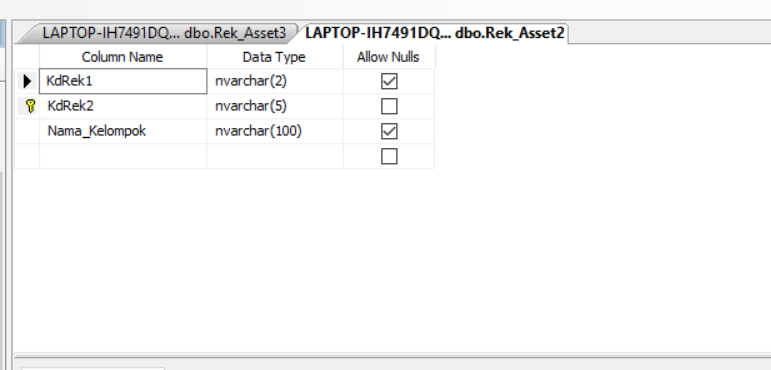 LAPTOP-IH7491DQ... dbo.Rek_Asset3 LAPTOP-IH7491DQ... dbo.Rek_Asset2
Column Name Data Type Allow Nulls
KdRek1 nvarchar(2)
KdRek2 nvarchar(5)
Nama_Kelompok nvarchar(100)